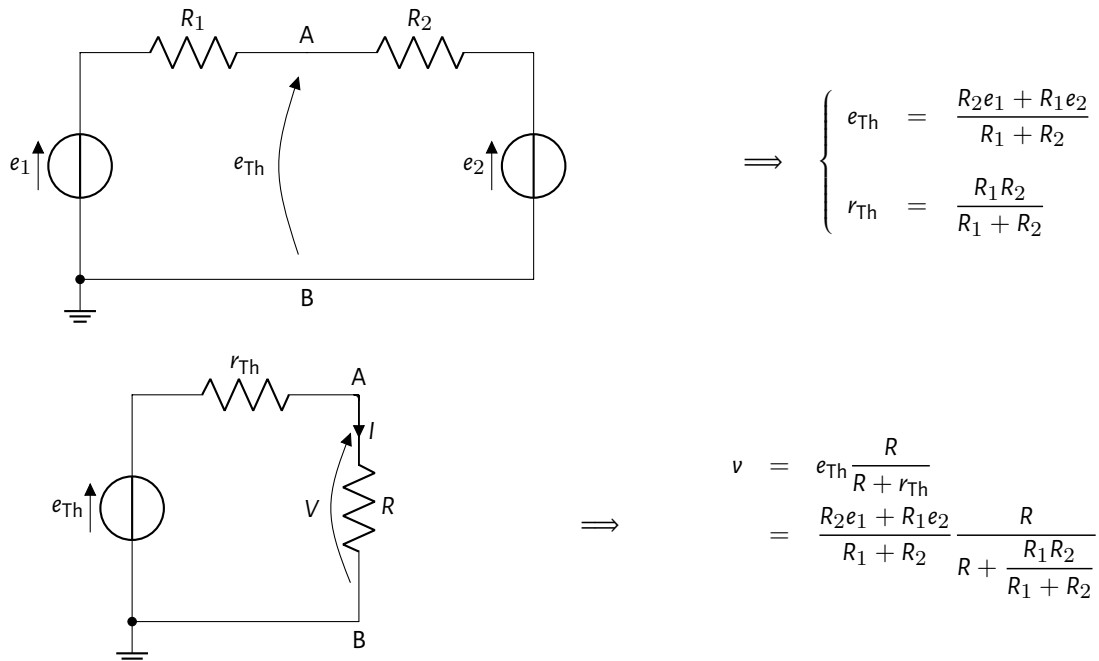 R1 A R2
e1 eTh e2
B
⟹ { eTh = (R2e1 + R1e2) / (R1 + R2)
rTh = R1R2 / (R1 + R2)
rTh A
I
eTh V R
B
⟹ v = eTh R / (R + rTh)
= (R2e1 + R1e2) / (R1 + R2) R / (R + R1R2 / (R1 + R2))